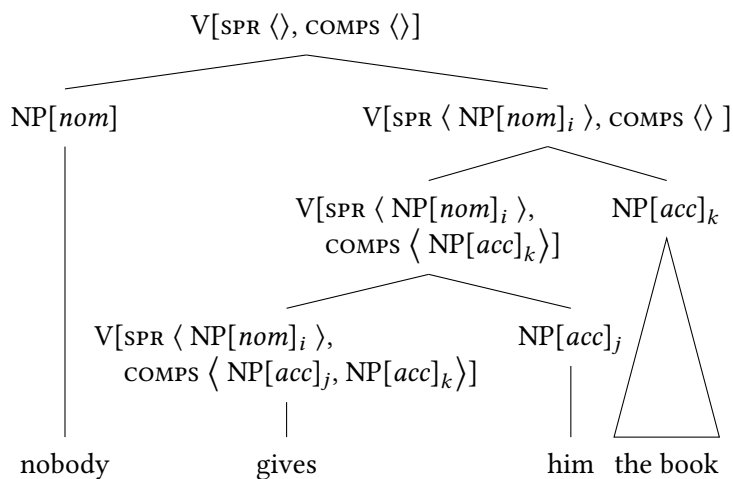 V[SPR ⟨⟩, COMPS ⟨⟩]
NP[nom]
V[SPR ⟨ NP[nom]ᵢ ⟩, COMPS ⟨⟩ ]
V[SPR ⟨ NP[nom]ᵢ ⟩,
COMPS ⟨ NP[acc]ₖ⟩]
NP[acc]ₖ
V[SPR ⟨ NP[nom]ᵢ ⟩,
COMPS ⟨ NP[acc]ⱼ, NP[acc]ₖ⟩]
NP[acc]ⱼ
nobody gives him the book